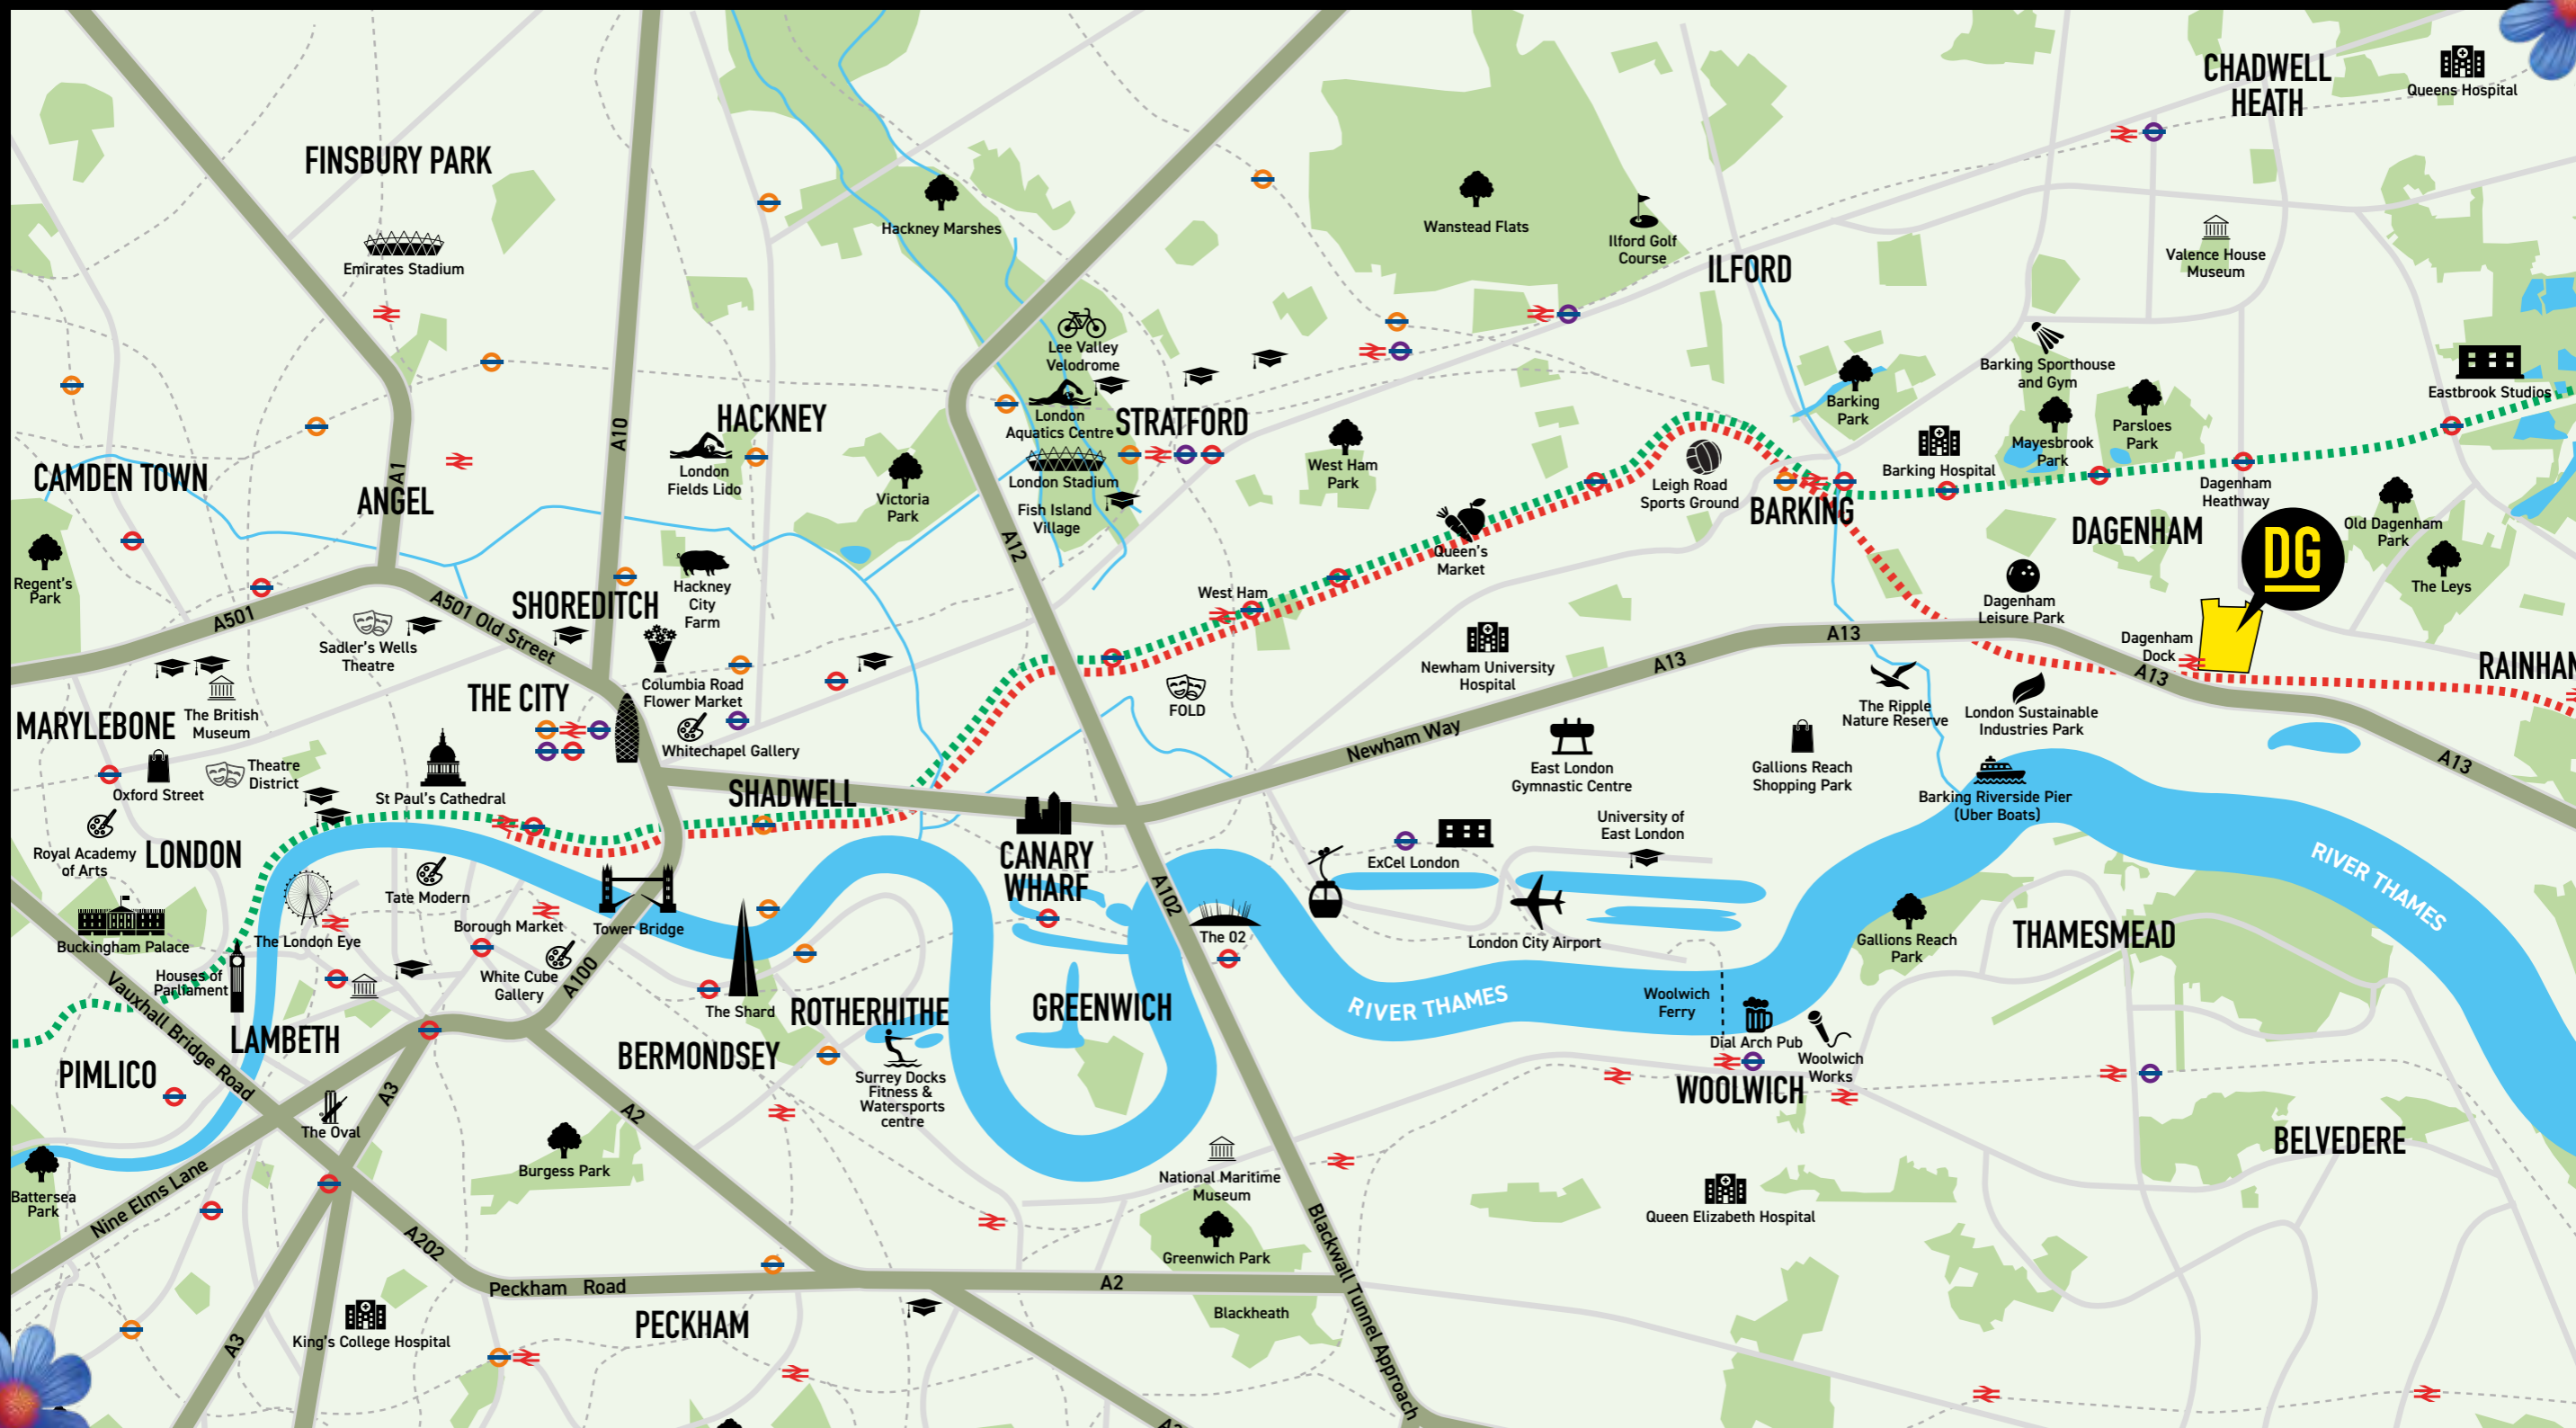 CHADWELL
HEATH
Queens Hospital
FINSBURY PARK
Emirates Stadium
Hackney Marshes
Wanstead Flats
Ilford Golf
Course
ILFORD
Valence House
Museum
Lee Valley
Velodrome
London
Aquatics Centre
STRATFORD
London Stadium
Fish Island
Village
HACKNEY
London
Fields Lido
Victoria
Park
West Ham
Park
Leigh Road
Sports Ground
Barking
Park
BARKING
Barking Hospital
Barking Sporthouse
and Gym
Mayesbrook
Park
Parsloes
Park
Eastbrook Studios
Dagenham
Heathway
DAGENHAM
Old Dagenham
Park
The Leys
DG
CAMDEN TOWN
A1
ANGEL
A10
A12
Regent's
Park
A501
A501 Old Street
SHOREDITCH
Hackney
City
Farm
Sadler's Wells
Theatre
Columbia Road
Flower Market
THE CITY
Whitechapel Gallery
MARYLEBONE
The British
Museum
Oxford Street
Theatre
District
St Paul's Cathedral
SHADWELL
Royal Academy
of Arts
LONDON
Queen's
Market
West Ham
FOLD
Newham University
Hospital
Newham Way
A13
A13
Dagenham
Leisure Park
Dagenham
Dock
A13
RAINHAM
A13
The Ripple
Nature Reserve
London Sustainable
Industries Park
East London
Gymnastic Centre
Gallions Reach
Shopping Park
Barking Riverside Pier
(Uber Boats)
University of
East London
ExCel London
London City Airport
CANARY
WHARF
A102
The O2
RIVER THAMES
Gallions Reach
Park
THAMESMEAD
RIVER THAMES
Tate Modern
Borough Market
Tower Bridge
The London Eye
Buckingham Palace
Houses of
Parliament
White Cube
Gallery
A100
The Shard
ROTHERHITHE
GREENWICH
BERMONDSEY
Surrey Docks
Fitness &
Watersports
centre
Vauxhall Bridge Road
LAMBETH
PIMLICO
A3
A2
The Oval
Burgess Park
Battersea
Park
Nine Elms Lane
A202
Woolwich
Ferry
Dial Arch Pub
Woolwich
Works
WOOLWICH
BELVEDERE
National Maritime
Museum
Queen Elizabeth Hospital
Greenwich Park
Blackwall Tunnel Approach
Peckham Road
A2
Blackheath
PECKHAM
King's College Hospital
A3